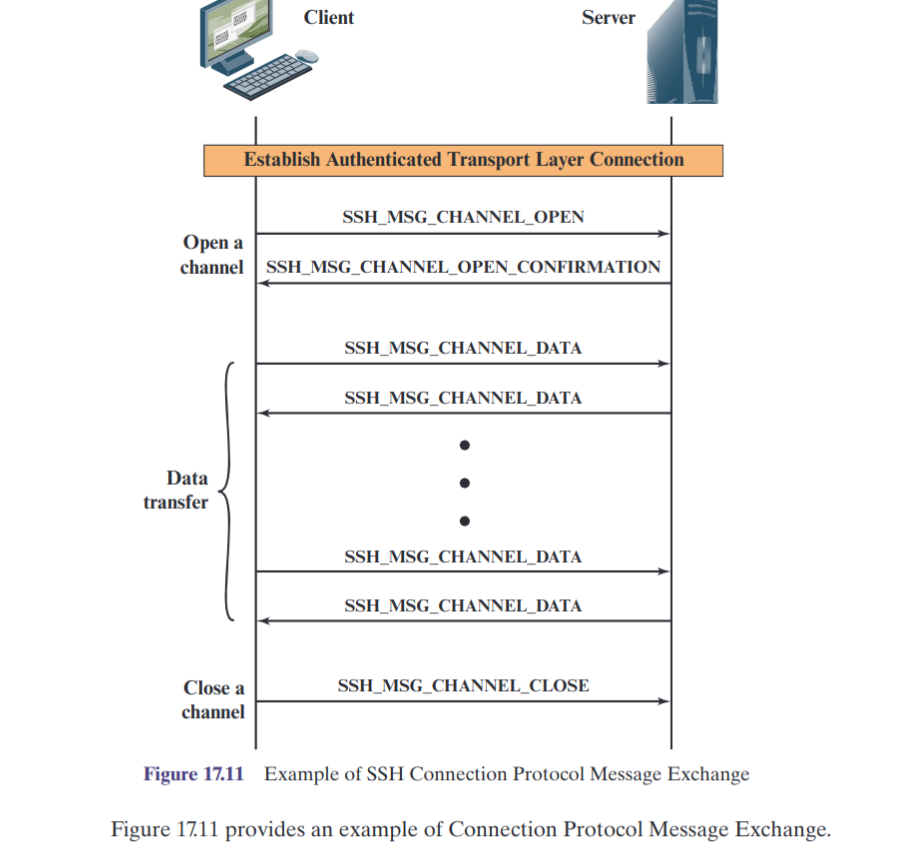 Client
Server
Establish Authenticated Transport Layer Connection
SSH_MSG_CHANNEL_OPEN
Open a
channel
SSH_MSG_CHANNEL_OPEN_CONFIRMATION
SSH_MSG_CHANNEL_DATA
SSH_MSG_CHANNEL_DATA
Data
transfer
SSH_MSG_CHANNEL_DATA
SSH_MSG_CHANNEL_DATA
Close a
channel
SSH_MSG_CHANNEL_CLOSE
Figure 17.11 Example of SSH Connection Protocol Message Exchange
Figure 17.11 provides an example of Connection Protocol Message Exchange.